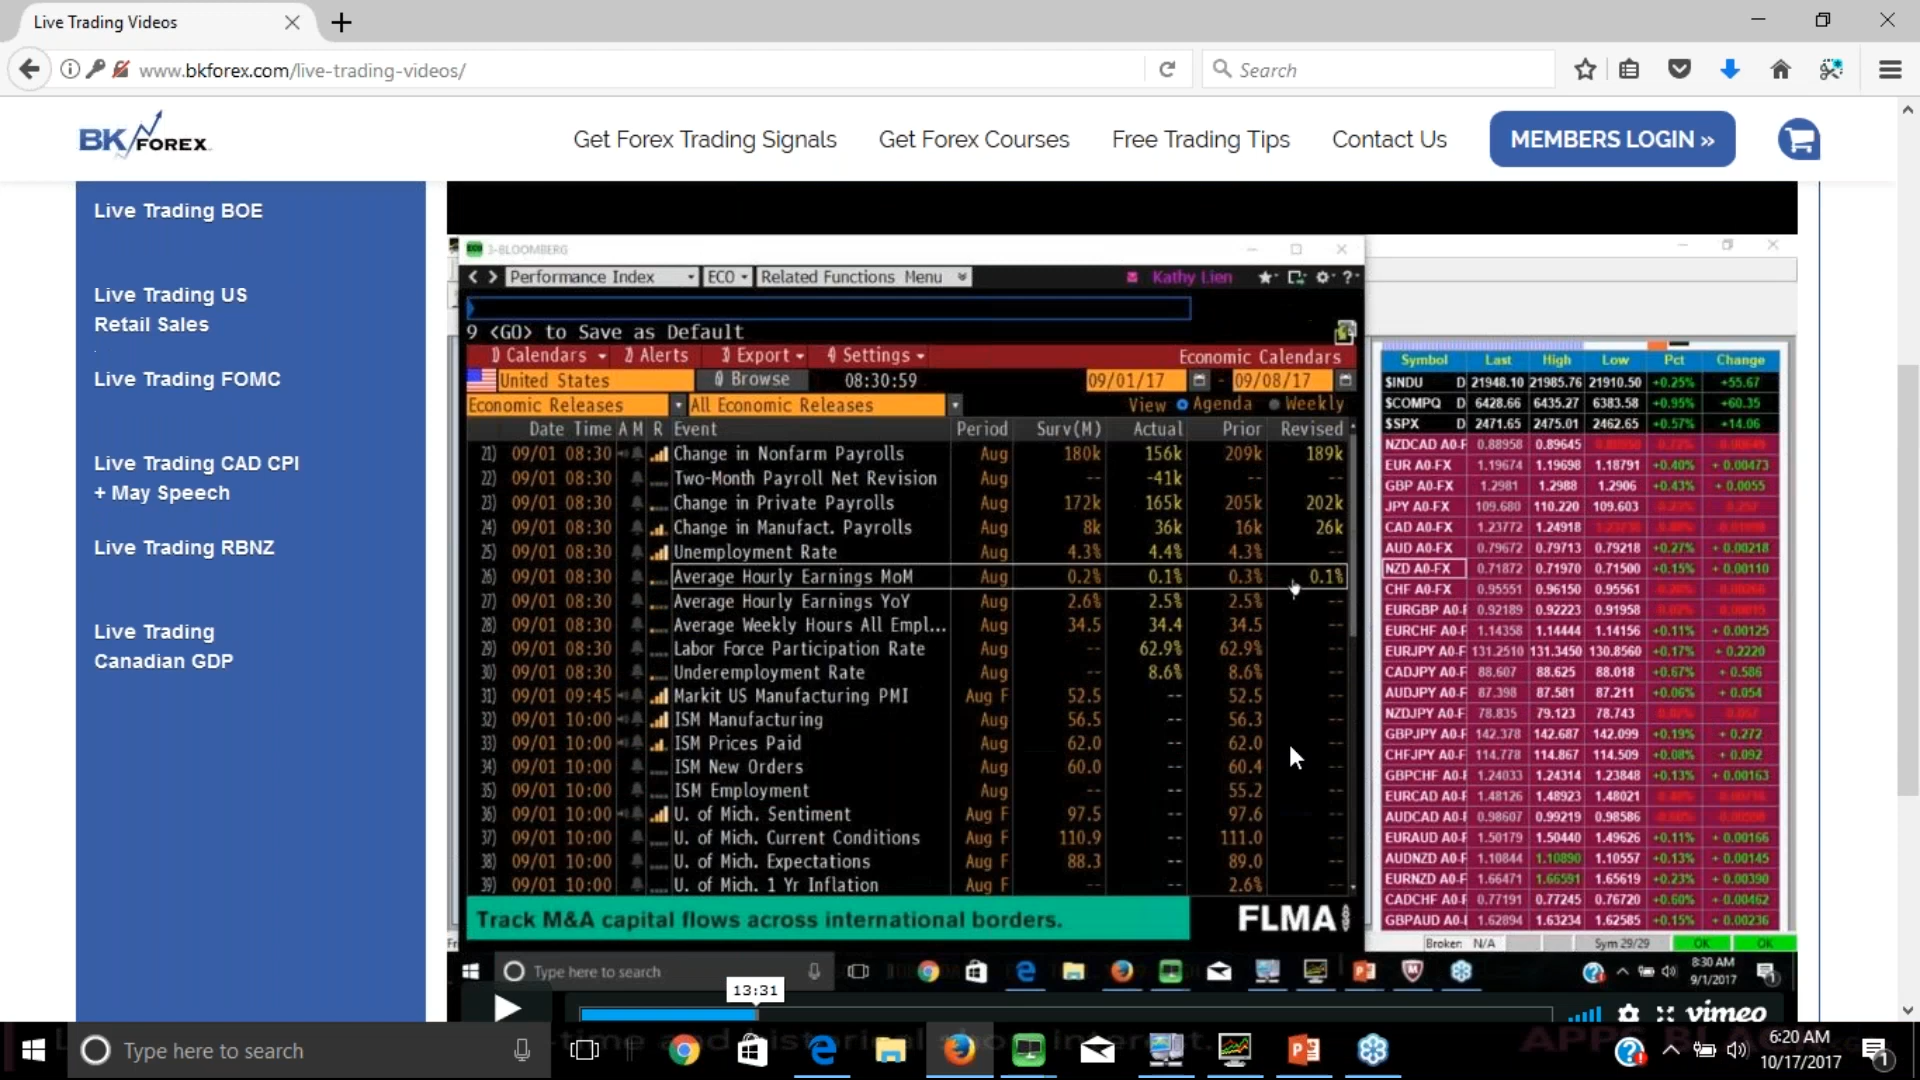 Live Trading Videos
www.bkforex.com/live-trading-videos/
Search
BK FOREX
Get Forex Trading Signals
Get Forex Courses
Free Trading Tips
Contact Us
MEMBERS LOGIN »
Live Trading BOE
Live Trading US
Retail Sales
Live Trading FOMC
Live Trading CAD CPI
+ May Speech
Live Trading RBNZ
Live Trading
Canadian GDP
3-BLOOMBERG
Performance Index ECO Related Functions Menu Kathy Lien
9 <GO> to Save as Default
1) Calendars 2) Alerts 3) Export 4) Settings Economic Calendars
United States Browse 08:30:59 09/01/17 - 09/08/17
Economic Releases All Economic Releases View Agenda Weekly
Date Time A M R Event Period Surv(M) Actual Prior Revised
21) 09/01 08:30 Change in Nonfarm Payrolls Aug 180k 156k 209k 189k
22) 09/01 08:30 Two-Month Payroll Net Revision Aug -- -41k -- --
23) 09/01 08:30 Change in Private Payrolls Aug 172k 165k 205k 202k
24) 09/01 08:30 Change in Manufact. Payrolls Aug 8k 36k 16k 26k
25) 09/01 08:30 Unemployment Rate Aug 4.3% 4.4% 4.3% --
26) 09/01 08:30 Average Hourly Earnings MoM Aug 0.2% 0.1% 0.3% 0.1%
27) 09/01 08:30 Average Hourly Earnings YoY Aug 2.6% 2.5% 2.5% --
28) 09/01 08:30 Average Weekly Hours All Empl... Aug 34.5 34.4 34.5 --
29) 09/01 08:30 Labor Force Participation Rate Aug -- 62.9% 62.9% --
30) 09/01 08:30 Underemployment Rate Aug -- 8.6% 8.6% --
31) 09/01 09:45 Markit US Manufacturing PMI Aug F 52.5 -- 52.5 --
32) 09/01 10:00 ISM Manufacturing Aug 56.5 -- 56.3 --
33) 09/01 10:00 ISM Prices Paid Aug 62.0 -- 62.0 --
34) 09/01 10:00 ISM New Orders Aug 60.0 -- 60.4 --
35) 09/01 10:00 ISM Employment Aug -- -- 55.2 --
36) 09/01 10:00 U. of Mich. Sentiment Aug F 97.5 -- 97.6 --
37) 09/01 10:00 U. of Mich. Current Conditions Aug F 110.9 -- 111.0 --
38) 09/01 10:00 U. of Mich. Expectations Aug F 88.3 -- 89.0 --
39) 09/01 10:00 U. of Mich. 1 Yr Inflation Aug F -- -- 2.6% --
Track M&A capital flows across international borders. FLMA
Symbol Last High Low Pct Change
$INDU D 21948.10 21985.76 21910.50 +0.25% +55.67
$COMPQ D 6428.66 6435.27 6383.58 +0.95% +60.35
$SPX D 2471.65 2475.01 2462.65 +0.57% +14.06
NZDCAD A0-F 0.88958 0.89645
EUR A0-FX 1.19674 1.19698 1.18791 +0.40% + 0.00473
GBP A0-FX 1.2981 1.2988 1.2906 +0.43% + 0.0055
JPY A0-FX 109.680 110.220 109.603
CAD A0-FX 1.23772 1.24918
AUD A0-FX 0.79672 0.79713 0.79218 +0.27% + 0.00218
NZD A0-FX 0.71872 0.71970 0.71500 +0.15% + 0.00110
CHF A0-FX 0.95551 0.96150 0.95561
EURGBP A0-F 0.92189 0.92223 0.91958
EURCHF A0-F 1.14358 1.14444 1.14156 +0.11% + 0.00125
EURJPY A0-F 131.2510 131.3450 130.8560 +0.17% + 0.2220
CADJPY A0-F 88.607 88.625 88.018 +0.67% + 0.586
AUDJPY A0-F 87.398 87.581 87.211 +0.06% + 0.054
NZDJPY A0-F 78.835 79.123 78.743
GBPJPY A0-F 142.378 142.687 142.099 +0.19% + 0.272
CHFJPY A0-F 114.778 114.867 114.509 +0.08% + 0.092
GBPCHF A0-F 1.24033 1.24314 1.23848 +0.13% + 0.00163
EURCAD A0-F 1.48126 1.48923 1.48021
AUDCAD A0-F 0.98607 0.99219 0.98586
EURAUD A0-F 1.50179 1.50440 1.49626 +0.11% + 0.00166
AUDNZD A0-F 1.10844 1.10890 1.10557 +0.13% + 0.00145
EURNZD A0-F 1.66471 1.66591 1.65619 +0.23% + 0.00390
CADCHF A0-F 0.77191 0.77245 0.76720 +0.60% + 0.00462
GBPAUD A0-F 1.62894 1.63234 1.62585 +0.15% + 0.00236
Broker: N/A Sym 29/29 OK OK
Type here to search
8:30 AM
9/1/2017
13:31
vimeo
Type here to search
6:20 AM
10/17/2017